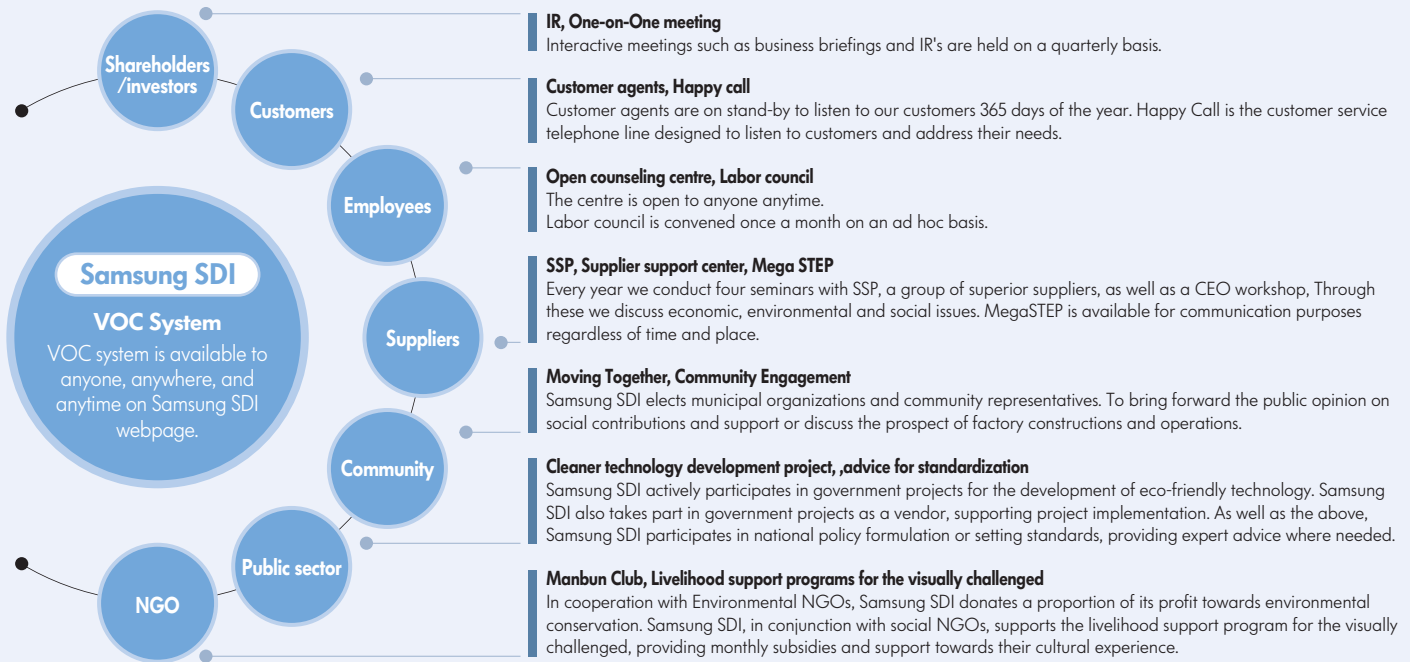 Shareholders
/investors
IR, One-on-One meeting
Interactive meetings such as business briefings and IR's are held on a quarterly basis.
Customers
Customer agents, Happy call
Customer agents are on stand-by to listen to our customers 365 days of the year. Happy Call is the customer service
telephone line designed to listen to customers and address their needs.
Employees
Open counseling centre, Labor council
The centre is open to anyone anytime.
Labor council is convened once a month on an ad hoc basis.
Samsung SDI
VOC System
VOC system is available to
anyone, anywhere, and
anytime on Samsung SDI
webpage.
Suppliers
SSP, Supplier support center, Mega STEP
Every year we conduct four seminars with SSP, a group of superior suppliers, as well as a CEO workshop, Through
these we discuss economic, environmental and social issues. MegaSTEP is available for communication purposes
regardless of time and place.
Community
Moving Together, Community Engagement
Samsung SDI elects municipal organizations and community representatives. To bring forward the public opinion on
social contributions and support or discuss the prospect of factory constructions and operations.
Public sector
Cleaner technology development project, ,advice for standardization
Samsung SDI actively participates in government projects for the development of eco-friendly technology. Samsung
SDI also takes part in government projects as a vendor, supporting project implementation. As well as the above,
Samsung SDI participates in national policy formulation or setting standards, providing expert advice where needed.
NGO
Manbun Club, Livelihood support programs for the visually challenged
In cooperation with Environmental NGOs, Samsung SDI donates a proportion of its profit towards environmental
conservation. Samsung SDI, in conjunction with social NGOs, supports the livelihood support program for the visually
challenged, providing monthly subsidies and support towards their cultural experience.